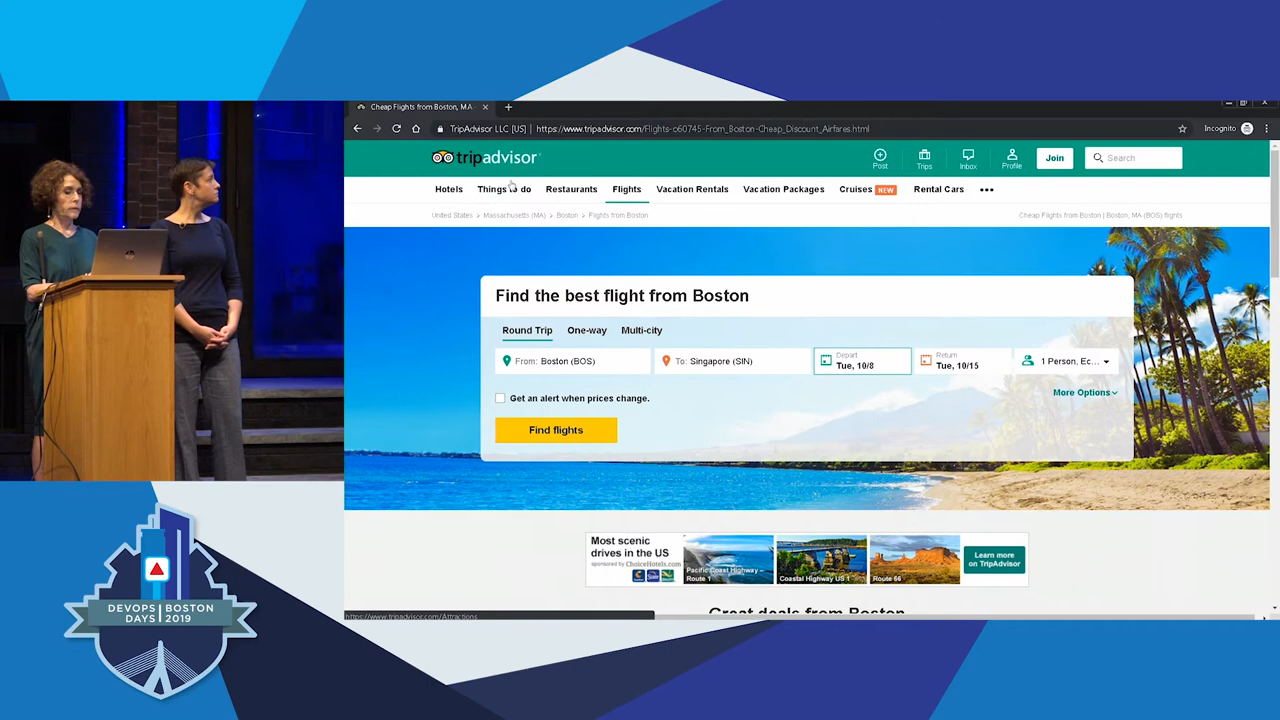 Cheap Flights from Boston, MA
TripAdvisor LLC [US] | https://www.tripadvisor.com/Flights-o60745-From_Boston-Cheap_Discount_Airfares.html
Incognito
tripadvisor
Post
Trips
Inbox
Profile
Join
Search
Hotels
Things to do
Restaurants
Flights
Vacation Rentals
Vacation Packages
Cruises NEW
Rental Cars
United States > Massachusetts (MA) > Boston > Flights from Boston
Cheap Flights from Boston | Boston, MA (BOS) flights
Find the best flight from Boston
Round Trip One-way Multi-city
From: Boston (BOS)
To: Singapore (SIN)
Depart
Tue, 10/8
Return
Tue, 10/15
1 Person, Ec...
More Options
Get an alert when prices change.
Find flights
Most scenic
drives in the US
sponsored by ChoiceHotels.com
Pacific Coast Highway –
Route 1
Coastal Highway US 1
Route 66
Learn more
on TripAdvisor
Great deals from Boston
https://www.tripadvisor.com/Attractions
DEVOPS | BOSTON
DAYS | 2019